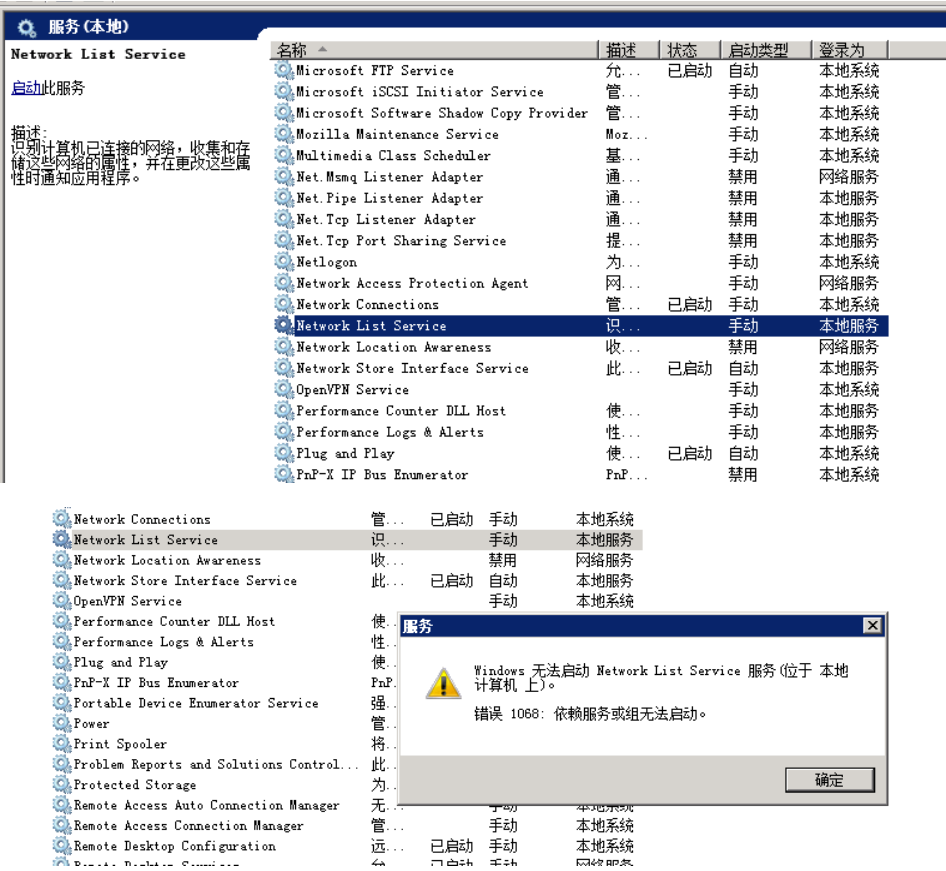 服务(本地)
Network List Service
启动此服务
描述:
识别计算机已连接的网络，收集和存
储这些网络的属性，并在更改这些属
性时通知应用程序。
名称 描述 状态 启动类型 登录为
Microsoft FTP Service 允... 已启动 自动 本地系统
Microsoft iSCSI Initiator Service 管... 手动 本地系统
Microsoft Software Shadow Copy Provider 管... 手动 本地系统
Mozilla Maintenance Service Moz... 手动 本地系统
Multimedia Class Scheduler 基... 手动 本地系统
Net.Msmq Listener Adapter 通... 禁用 网络服务
Net.Pipe Listener Adapter 通... 禁用 本地服务
Net.Tcp Listener Adapter 通... 禁用 本地服务
Net.Tcp Port Sharing Service 提... 禁用 本地服务
Netlogon 为... 手动 本地系统
Network Access Protection Agent 网... 手动 网络服务
Network Connections 管... 已启动 手动 本地系统
Network List Service 识... 手动 本地服务
Network Location Awareness 收... 禁用 网络服务
Network Store Interface Service 此... 已启动 自动 本地服务
OpenVPN Service 手动 本地系统
Performance Counter DLL Host 使... 手动 本地服务
Performance Logs & Alerts 性... 手动 本地服务
Plug and Play 使... 已启动 自动 本地系统
PnP-X IP Bus Enumerator PnP... 禁用 本地系统
Network Connections 管... 已启动 手动 本地系统
Network List Service 识... 手动 本地服务
Network Location Awareness 收... 禁用 网络服务
Network Store Interface Service 此... 已启动 自动 本地服务
OpenVPN Service 手动 本地系统
Performance Counter DLL Host 使..
Performance Logs & Alerts 性..
Plug and Play 使..
PnP-X IP Bus Enumerator PnP.
Portable Device Enumerator Service 强..
Power 管..
Print Spooler 将..
Problem Reports and Solutions Control... 此..
Protected Storage 为..
Remote Access Auto Connection Manager 无... 手动 本地系统
Remote Access Connection Manager 管... 手动 本地系统
Remote Desktop Configuration 远... 已启动 手动 本地系统
Remote Desktop Services 允... 已启动 手动 网络服务
服务
Windows 无法启动 Network List Service 服务(位于 本地
计算机 上)。
错误 1068: 依赖服务或组无法启动。
确定